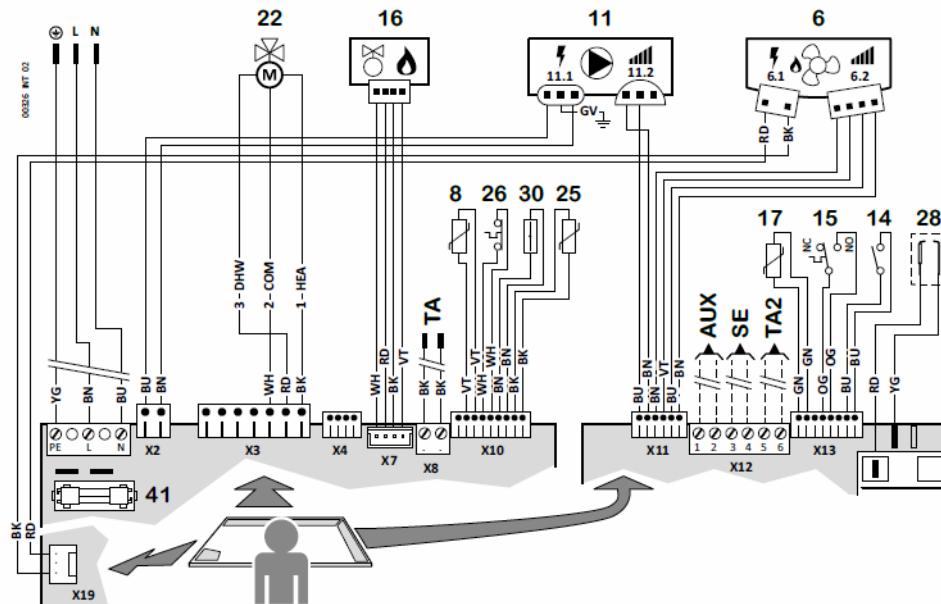 22 16 11 6
L N
00326 INT 02
M
11.1 11.2
6.1 6.2
GV
RD BK
8 26 30 25
17 15 14 28
NC NO
3 - DHW
2 - COM
1 - HEA
TA
AUX SE TA2
YG BN BU
BU BN
WH RD BK
WH RD BK VT
BK BK
VT VT WH WH BN BN BK BK
BU BN BN VT BU BN
GN GN OG OG BU BU
RD YG
PE L N
X2 X3 X4 X7 X8 X10
X11 X12 X13
1 2 3 4 5 6
41
BK RD
X19